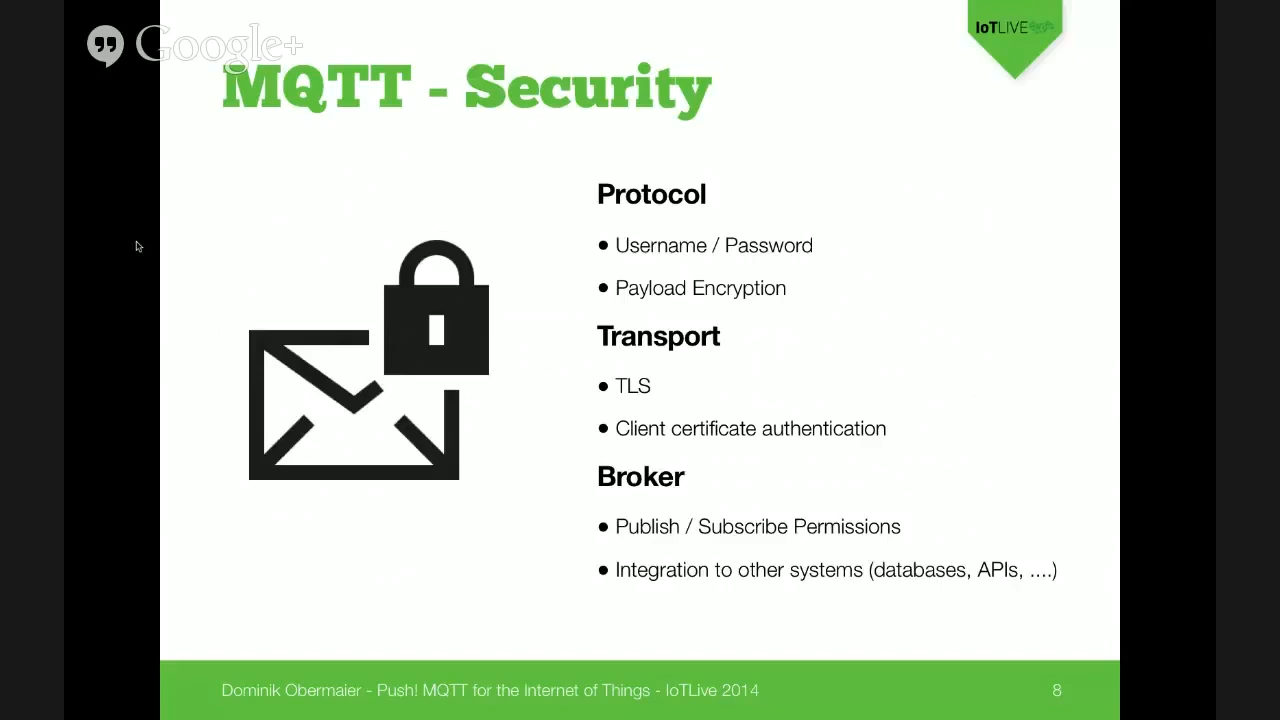 Google+
IoTLIVE
MQTT - Security
Protocol
● Username / Password
● Payload Encryption
Transport
● TLS
● Client certificate authentication
Broker
● Publish / Subscribe Permissions
● Integration to other systems (databases, APIs, ....)
Dominik Obermaier - Push! MQTT for the Internet of Things - IoTLive 2014
8